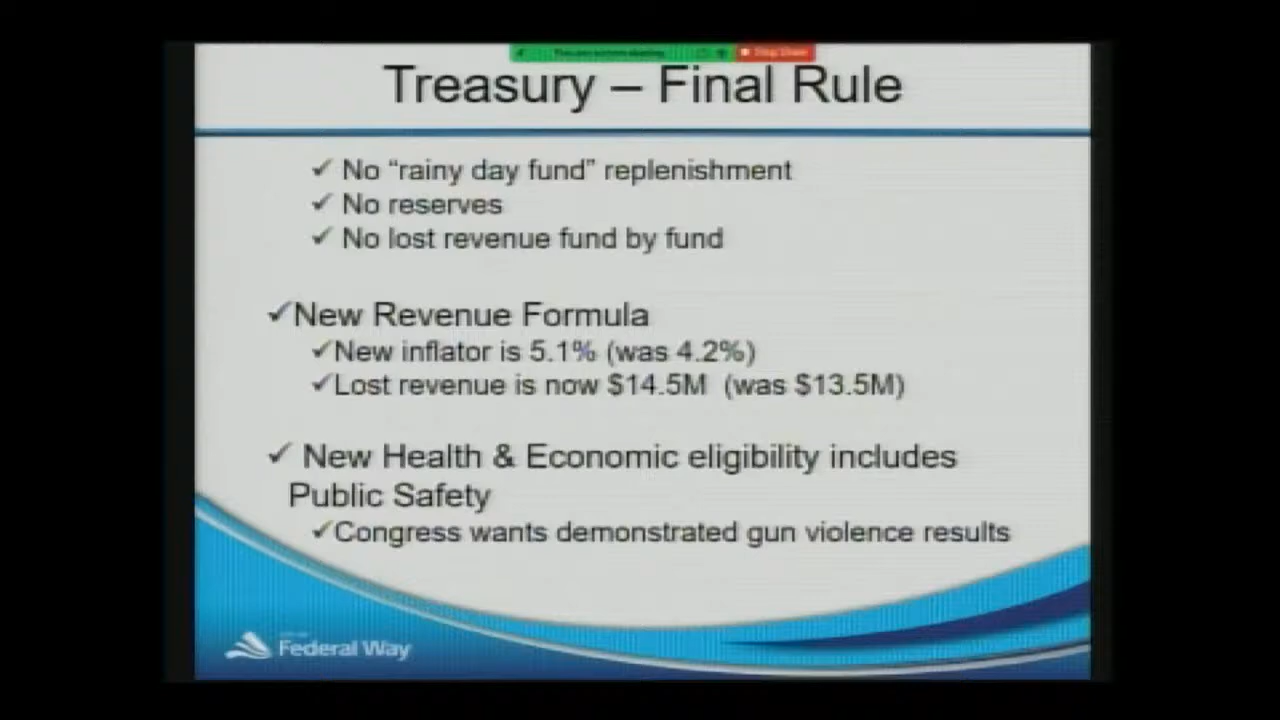 Treasury – Final Rule
✓ No “rainy day fund” replenishment
✓ No reserves
✓ No lost revenue fund by fund
✓New Revenue Formula
✓New inflator is 5.1% (was 4.2%)
✓Lost revenue is now $14.5M (was $13.5M)
✓ New Health & Economic eligibility includes
Public Safety
✓Congress wants demonstrated gun violence results
Federal Way